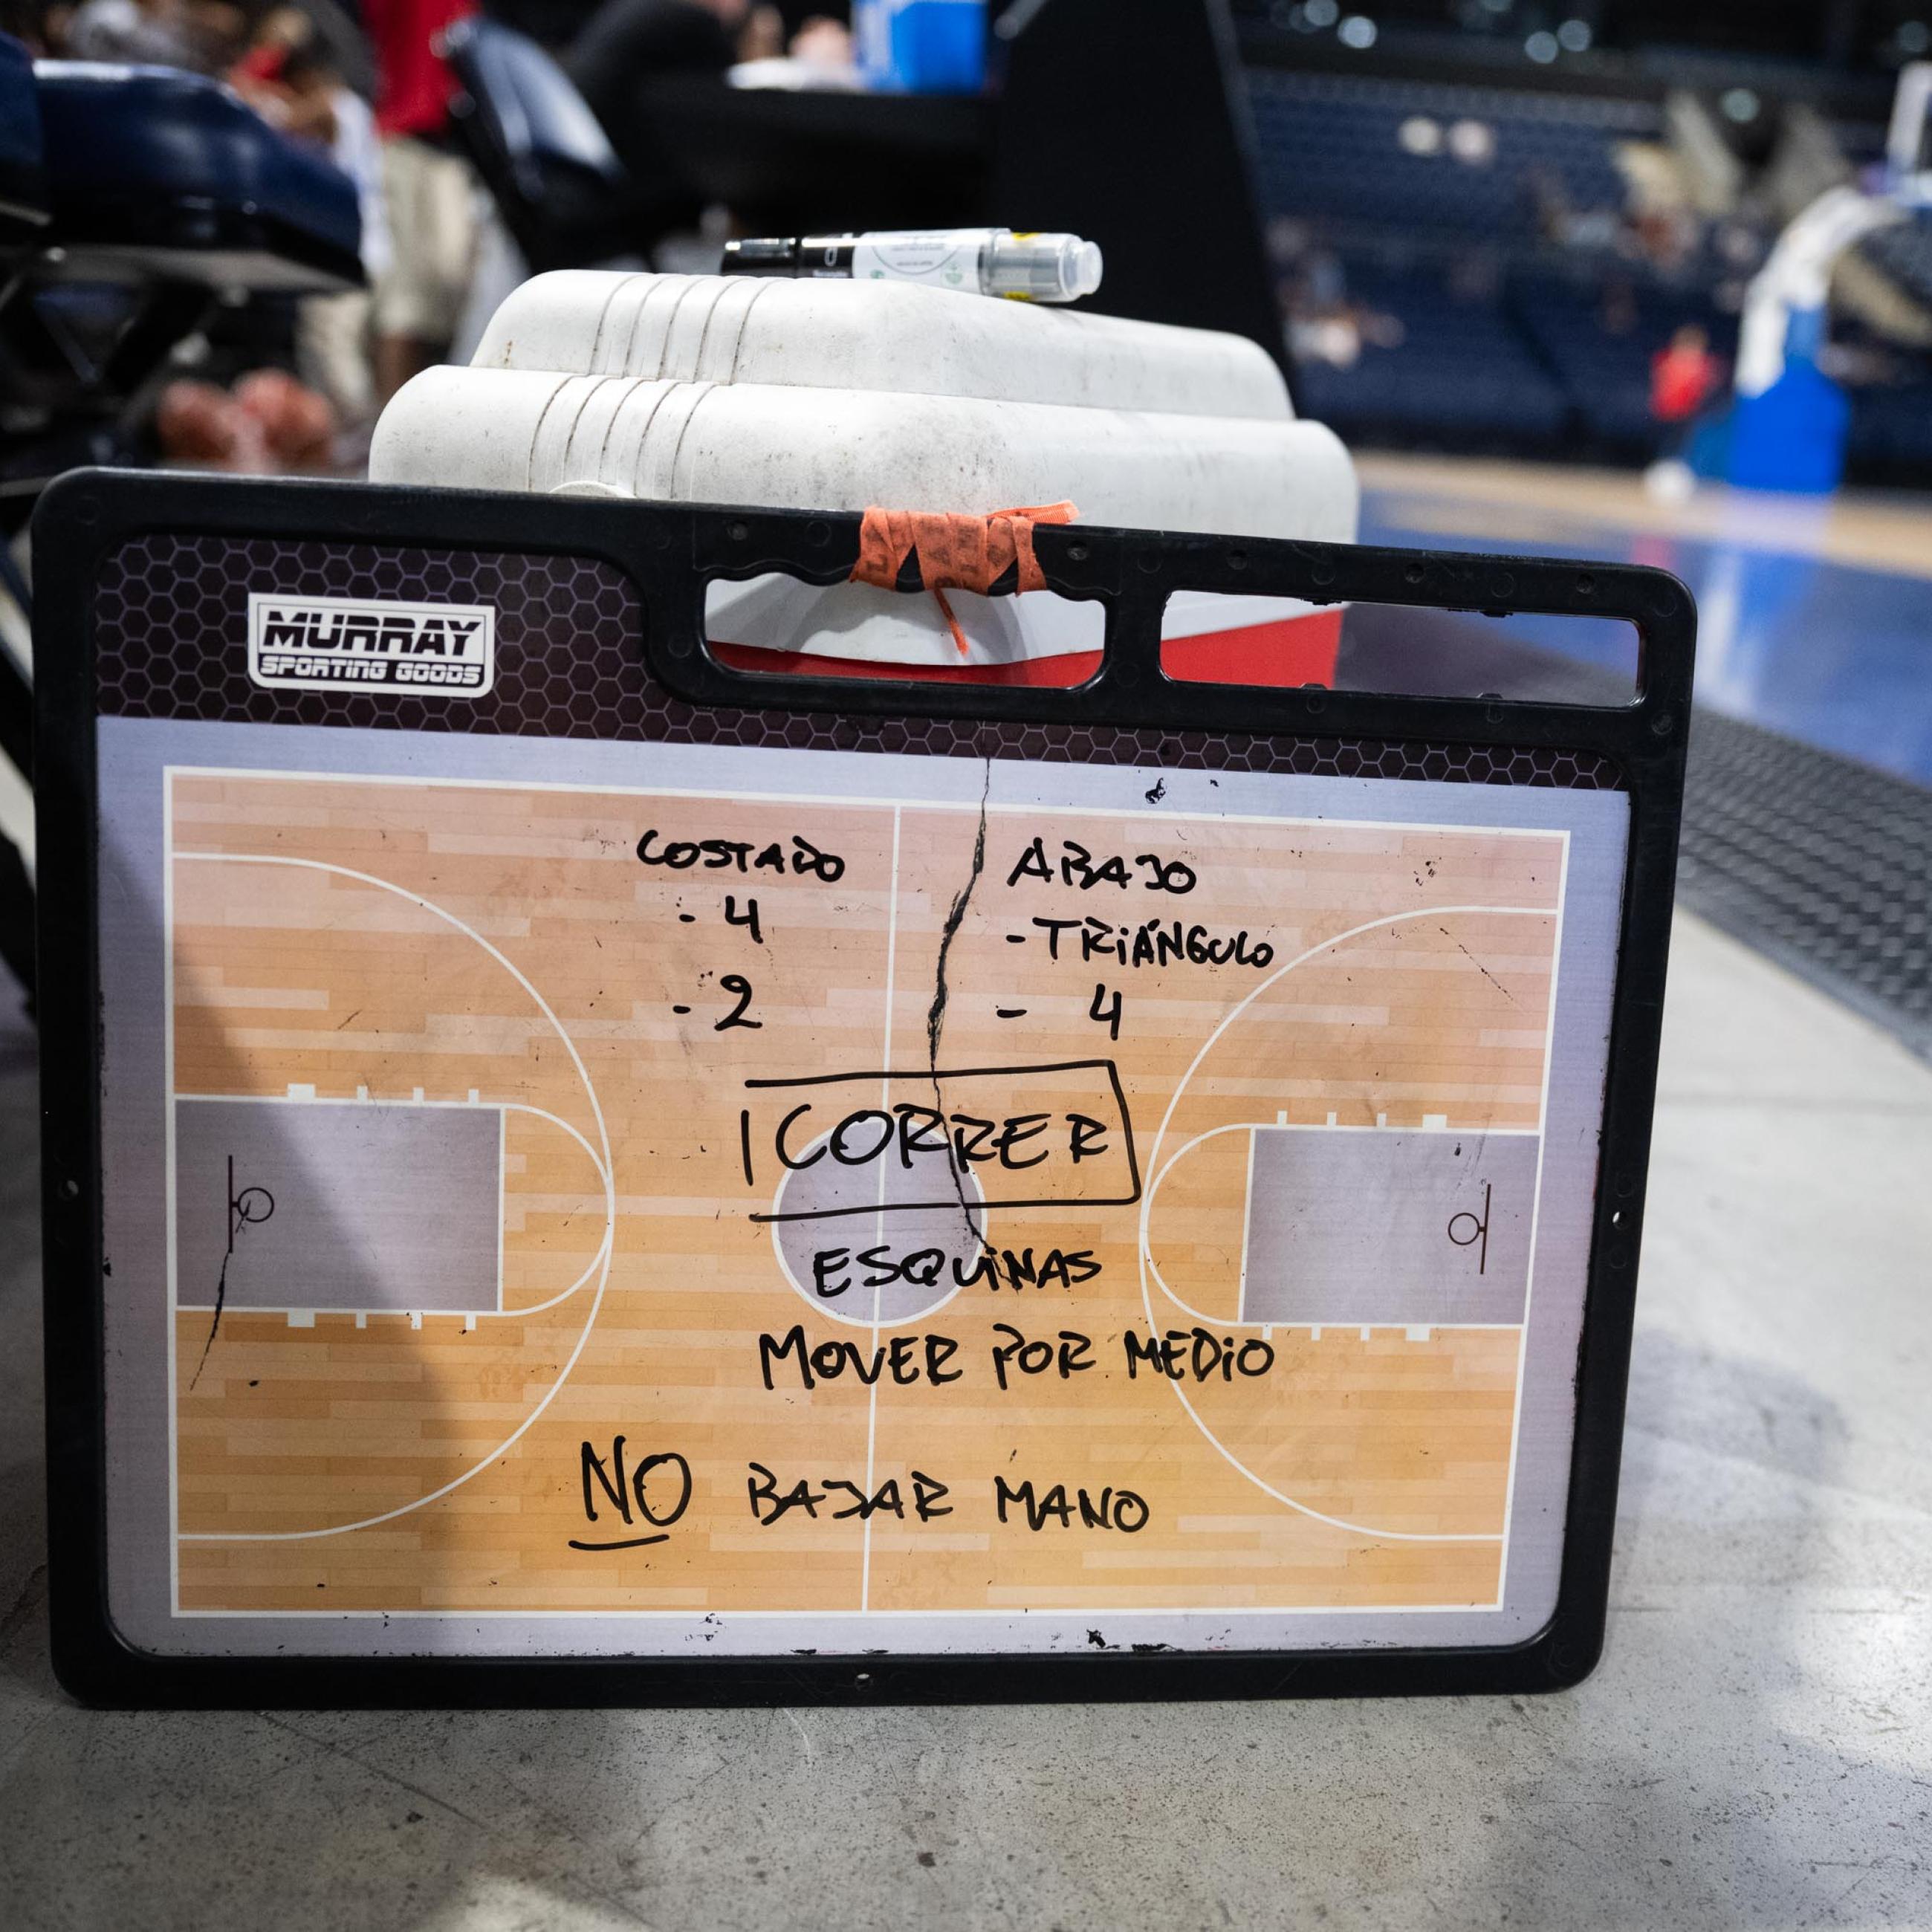 MURRAY
SPORTING GOODS
COSTADO
- 4
- 2
ABAJO
- TRiÁNGULO
- 4
CORRER
ESQUiNAS
MOVER POR MEDiO
NO BAJAR MANO